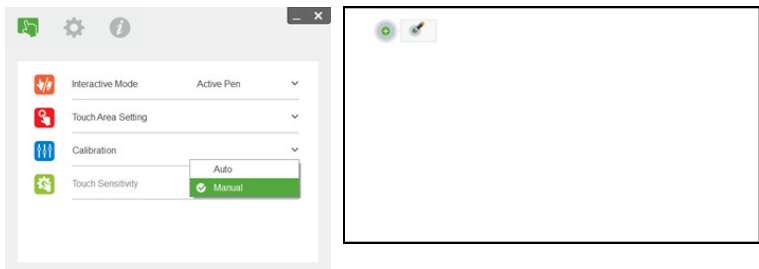 Interactive Mode Active Pen
Touch Area Setting
Calibration
Auto
Touch Sensitivity
Manual